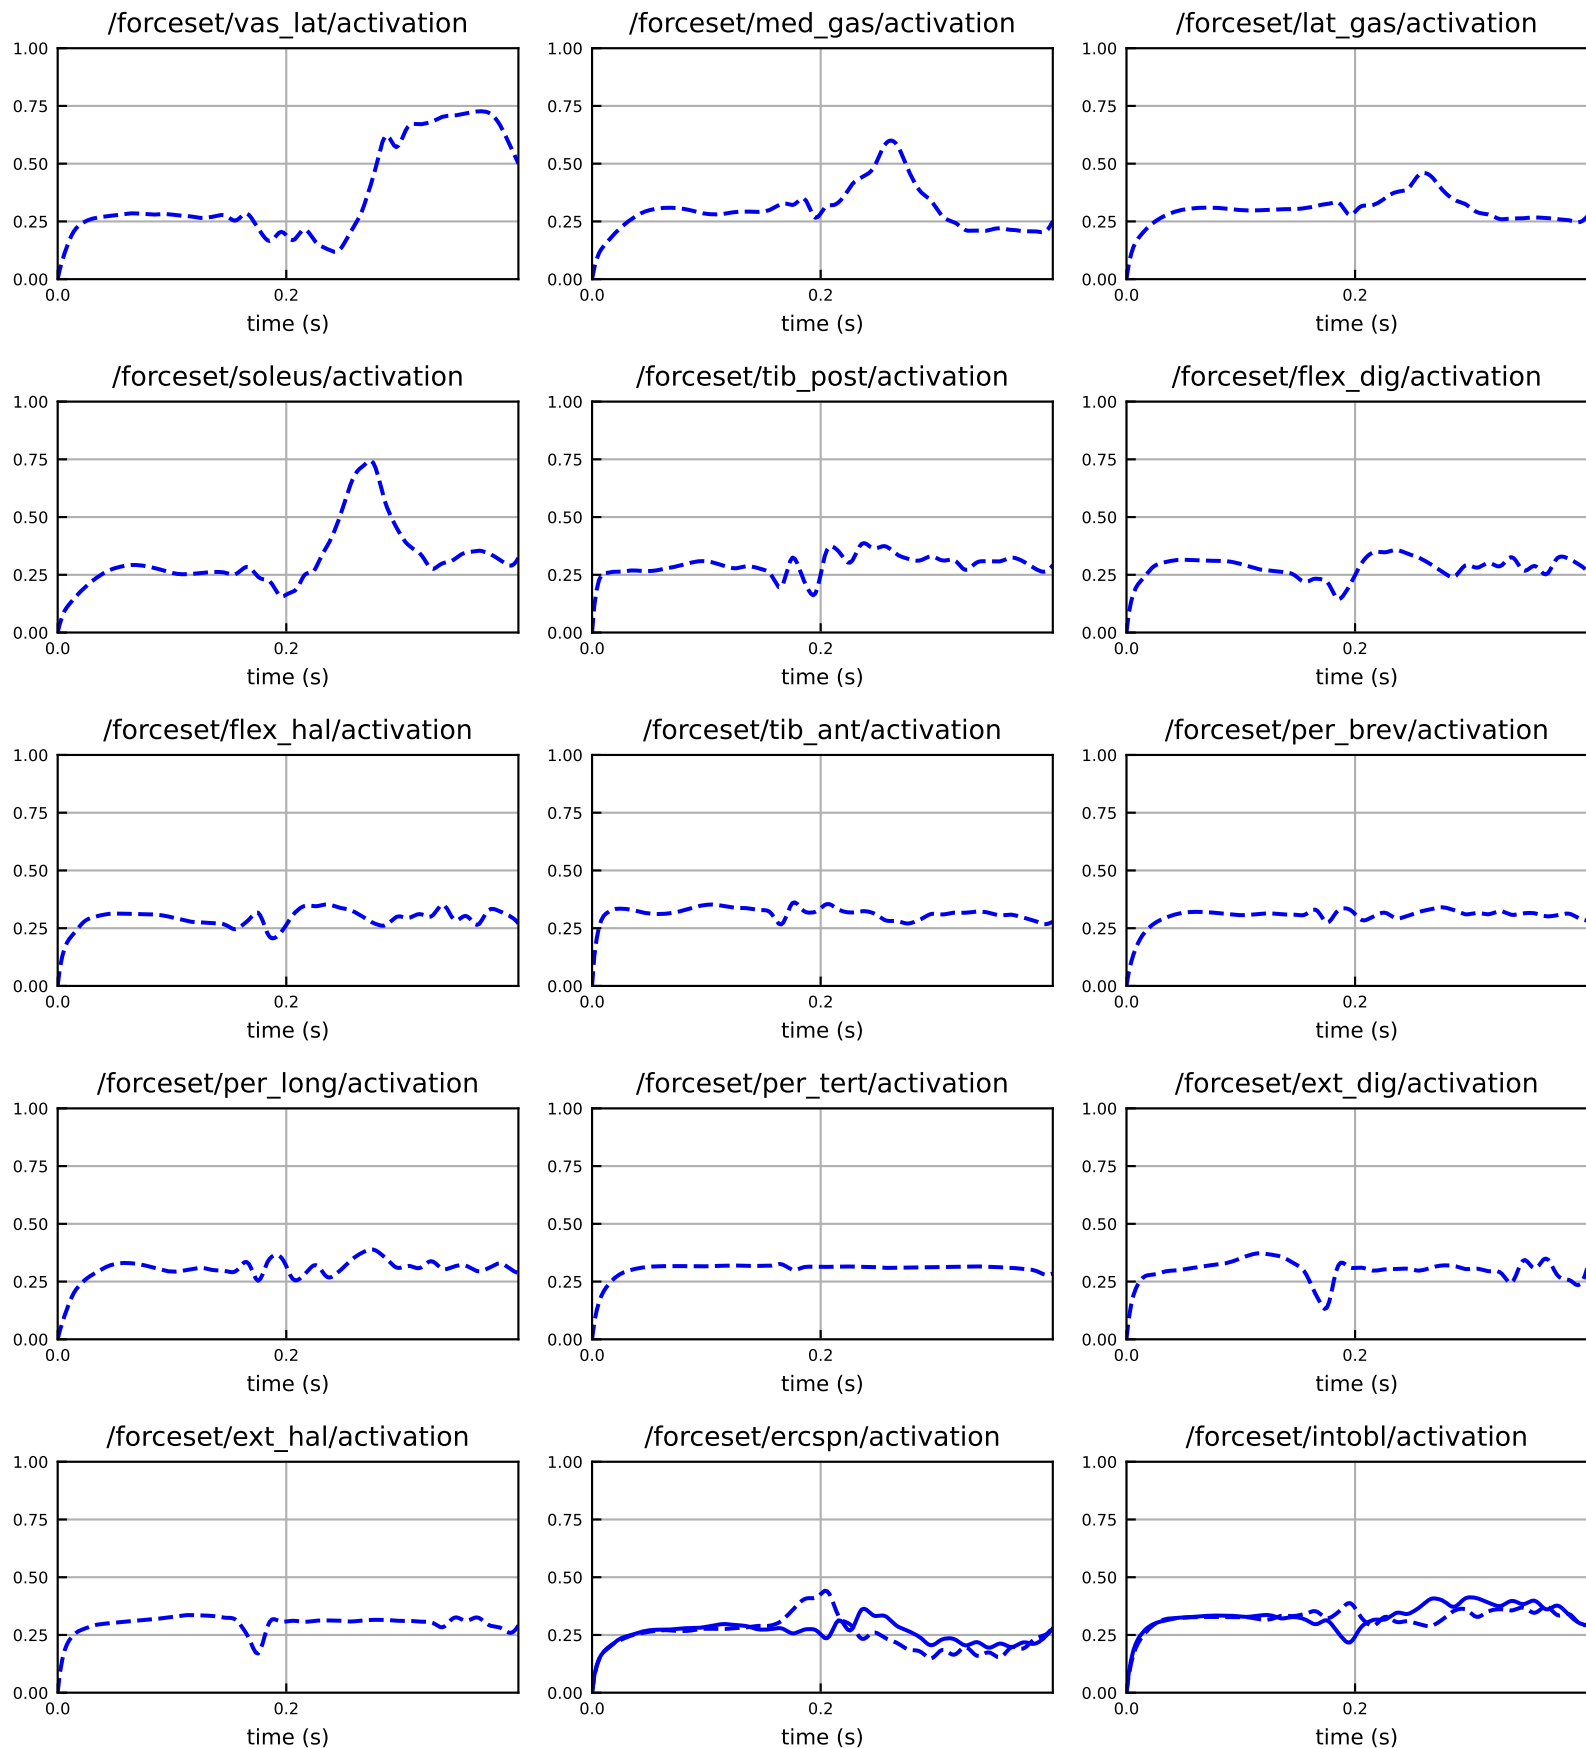 /forceset/vas_lat/activation /forceset/med_gas/activation /forceset/lat_gas/activation
1.00 1.00 1.00
0.75 0.75 0.75
0.50 0.50 0.50
0.25 0.25 0.25
0.00 0.00 0.00
0.0 0.2 0.0 0.2 0.0 0.2
time (s) time (s) time (s)
/forceset/soleus/activation /forceset/tib_post/activation /forceset/flex_dig/activation
1.00 1.00 1.00
0.75 0.75 0.75
0.50 0.50 0.50
0.25 0.25 0.25
0.00 0.00 0.00
0.0 0.2 0.0 0.2 0.0 0.2
time (s) time (s) time (s)
/forceset/flex_hal/activation /forceset/tib_ant/activation /forceset/per_brev/activation
1.00 1.00 1.00
0.75 0.75 0.75
0.50 0.50 0.50
0.25 0.25 0.25
0.00 0.00 0.00
0.0 0.2 0.0 0.2 0.0 0.2
time (s) time (s) time (s)
/forceset/per_long/activation /forceset/per_tert/activation /forceset/ext_dig/activation
1.00 1.00 1.00
0.75 0.75 0.75
0.50 0.50 0.50
0.25 0.25 0.25
0.00 0.00 0.00
0.0 0.2 0.0 0.2 0.0 0.2
time (s) time (s) time (s)
/forceset/ext_hal/activation /forceset/ercspn/activation /forceset/intobl/activation
1.00 1.00 1.00
0.75 0.75 0.75
0.50 0.50 0.50
0.25 0.25 0.25
0.00 0.00 0.00
0.0 0.2 0.0 0.2 0.0 0.2
time (s) time (s) time (s)